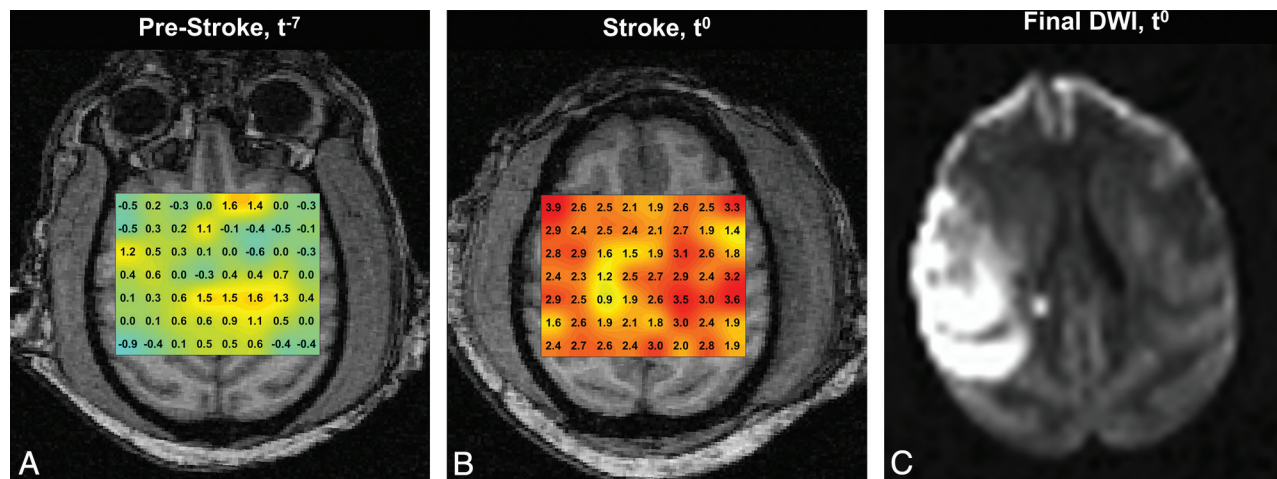 Pre-Stroke, t-7
-0.5 0.2 -0.3 0.0 1.6 1.4 0.0 -0.3
-0.5 0.3 0.2 1.1 -0.1 -0.4 -0.5 -0.1
1.2 0.5 0.3 0.1 0.0 -0.6 0.0 -0.3
0.4 0.6 0.0 -0.3 0.4 0.4 0.7 0.0
0.1 0.3 0.6 1.5 1.5 1.6 1.3 0.4
0.0 0.1 0.6 0.6 0.9 1.1 0.5 0.0
-0.9 -0.4 0.1 0.5 0.5 0.6 -0.4 -0.4
A
Stroke, t0
3.9 2.6 2.5 2.1 1.9 2.6 2.5 3.3
2.9 2.4 2.5 2.4 2.1 2.7 1.9 1.4
2.8 2.9 1.6 1.5 1.9 3.1 2.6 1.8
2.4 2.3 1.2 2.5 2.7 2.9 2.4 3.2
2.9 2.5 0.9 1.9 2.6 3.5 3.0 3.6
1.6 2.6 1.9 2.1 1.8 3.0 2.4 1.9
2.4 2.7 2.6 2.4 3.0 2.0 2.8 1.9
B
Final DWI, t0
C